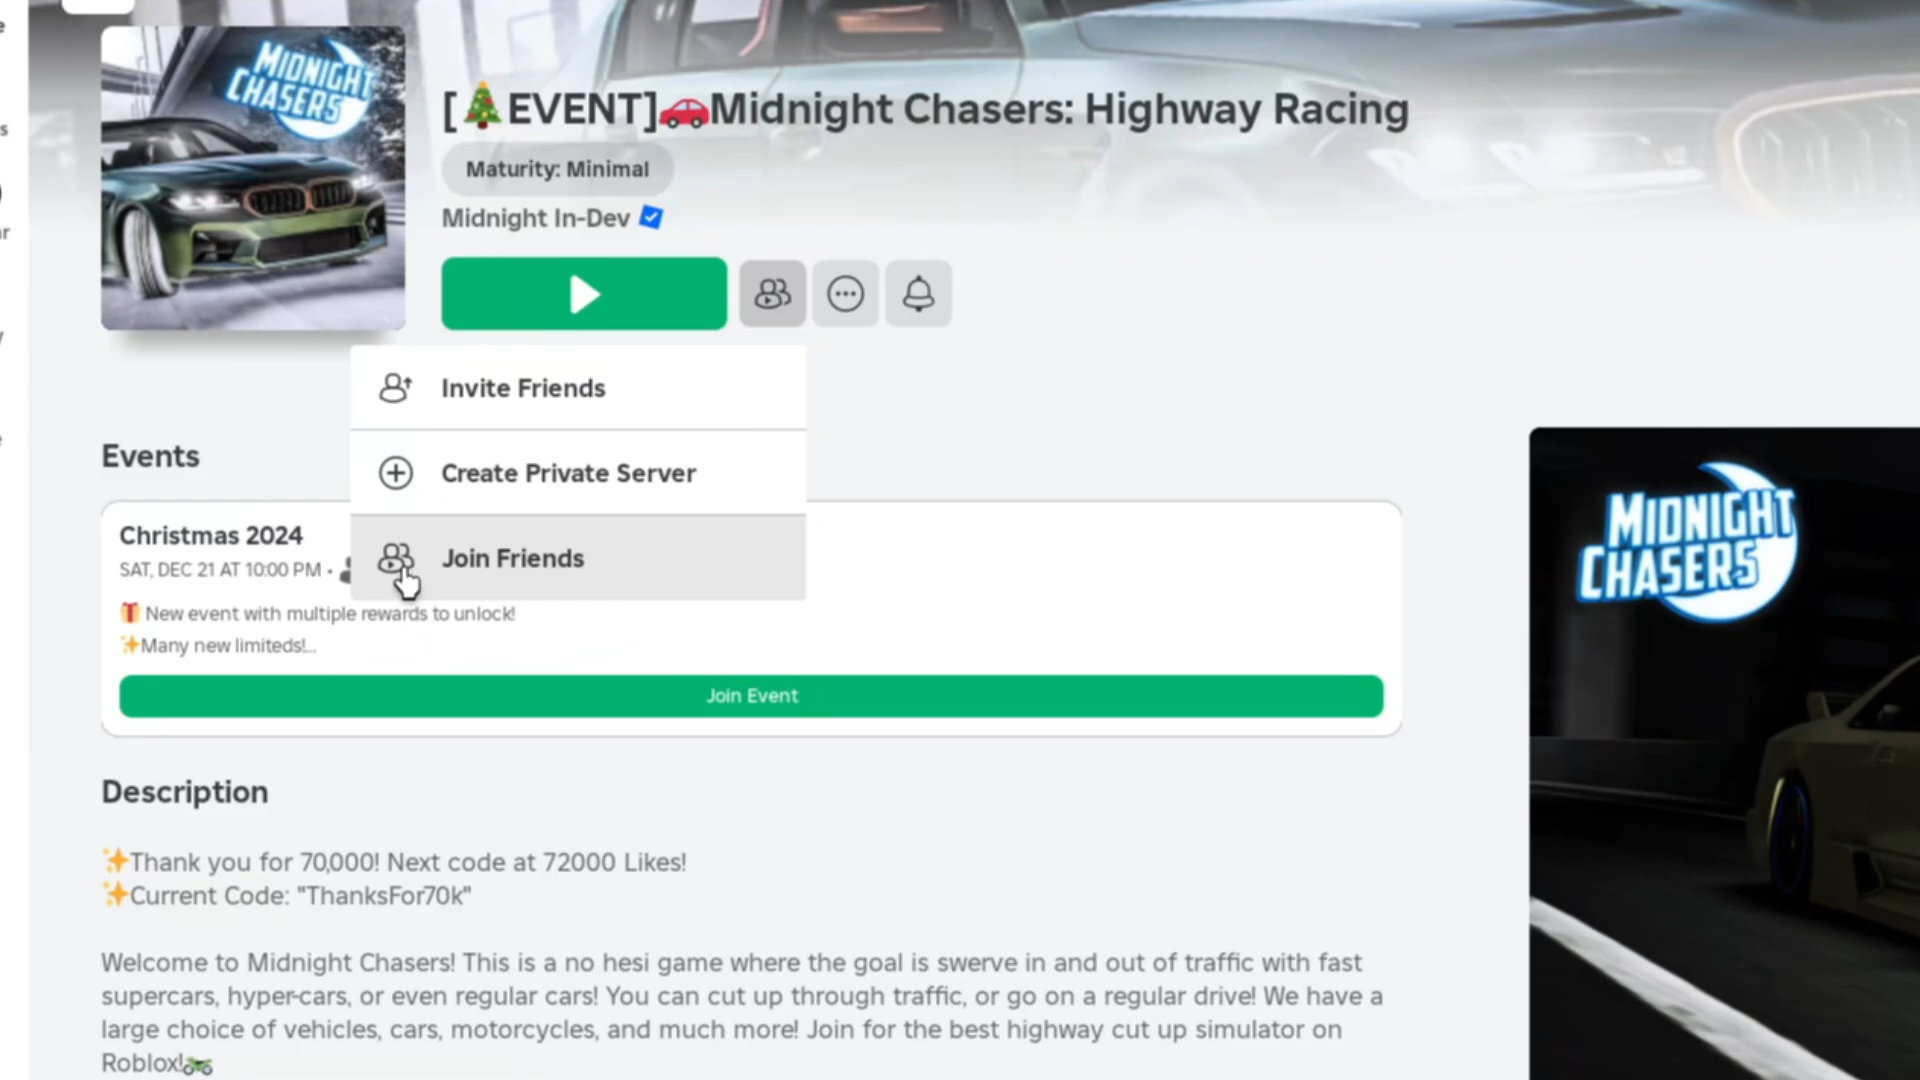 MIDNIGHT
CHASERS
[🎄EVENT]🚗Midnight Chasers: Highway Racing
Maturity: Minimal
Midnight In-Dev
Invite Friends
Create Private Server
Join Friends
Events
Christmas 2024
SAT, DEC 21 AT 10:00 PM •
🎁 New event with multiple rewards to unlock!
✨Many new limiteds!...
Join Event
MIDNIGHT
CHASERS
Description
✨Thank you for 70,000! Next code at 72000 Likes!
✨Current Code: "ThanksFor70k"
Welcome to Midnight Chasers! This is a no hesi game where the goal is swerve in and out of traffic with fast
supercars, hyper-cars, or even regular cars! You can cut up through traffic, or go on a regular drive! We have a
large choice of vehicles, cars, motorcycles, and much more! Join for the best highway cut up simulator on
Roblox!🏍️